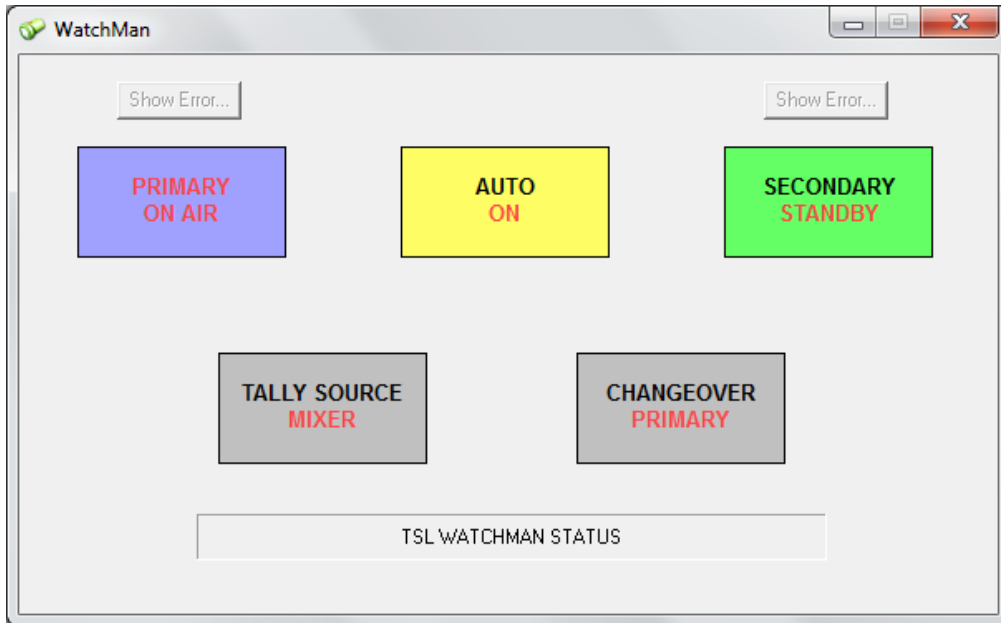 WatchMan
Show Error...
Show Error...
PRIMARY
ON AIR
AUTO
ON
SECONDARY
STANDBY
TALLY SOURCE
MIXER
CHANGEOVER
PRIMARY
TSL WATCHMAN STATUS